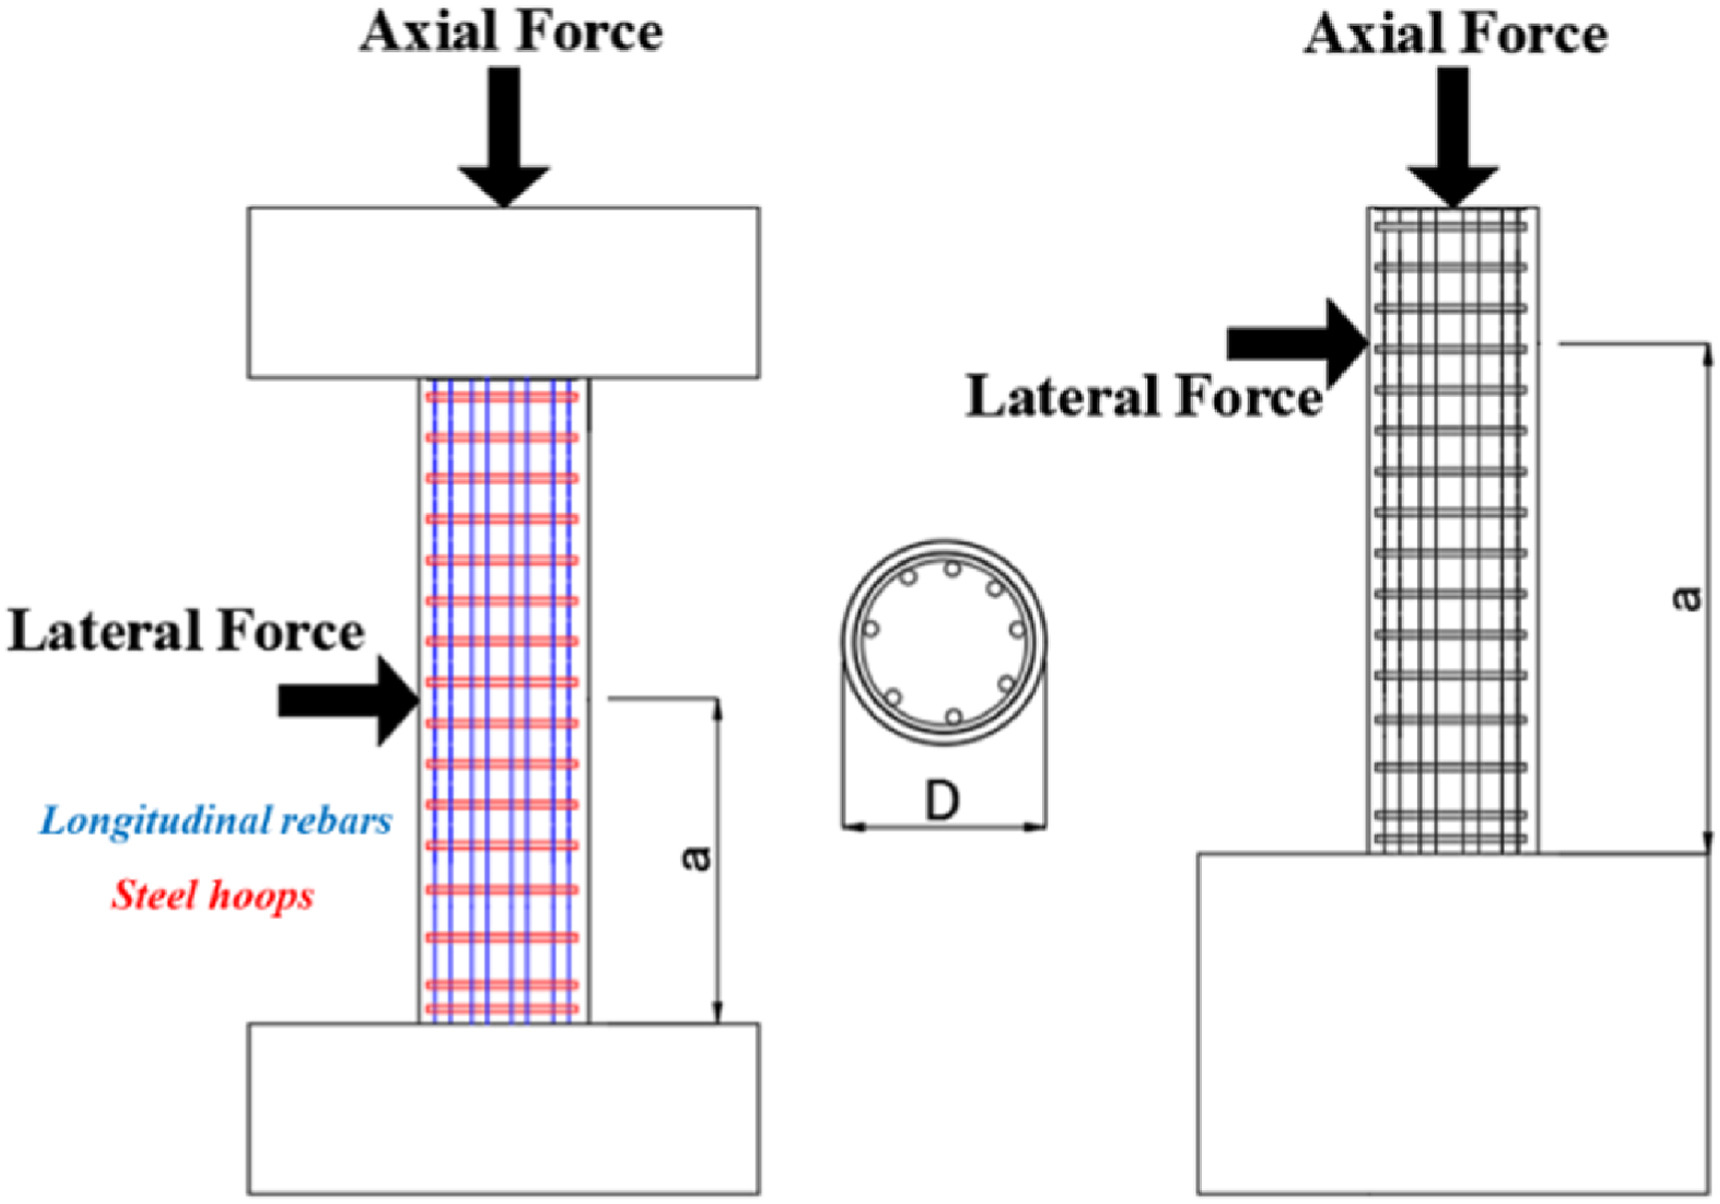 Axial Force
Axial Force
Lateral Force
Lateral Force
a
Longitudinal rebars
Steel hoops
D
a